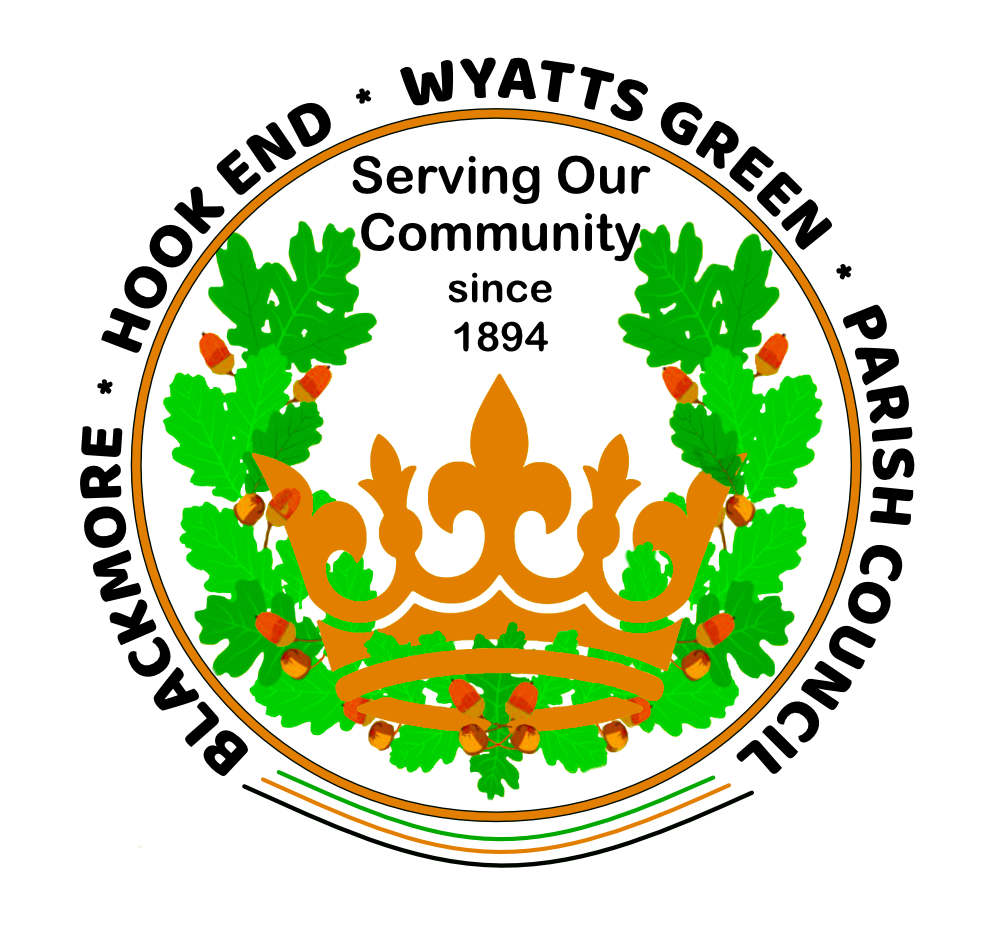 BLACKMORE * HOOK END * WYATTS GREEN * PARISH COUNCIL
Serving Our
Community
since
1894